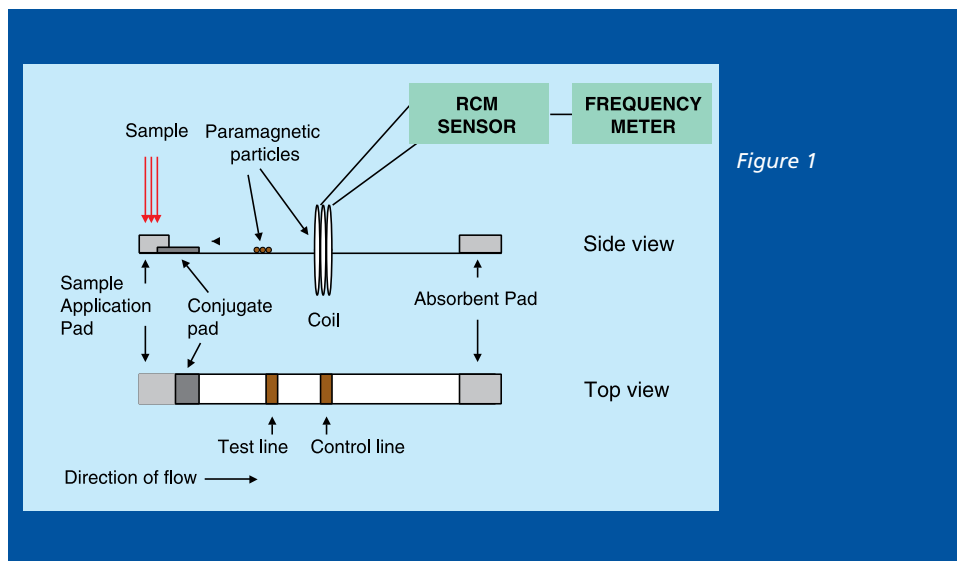 RCM
SENSOR
FREQUENCY
METER
Figure 1
Sample
Paramagnetic
particles
Side view
Sample
Application
Pad
Conjugate
pad
Coil
Absorbent Pad
Top view
Test line
Control line
Direction of flow